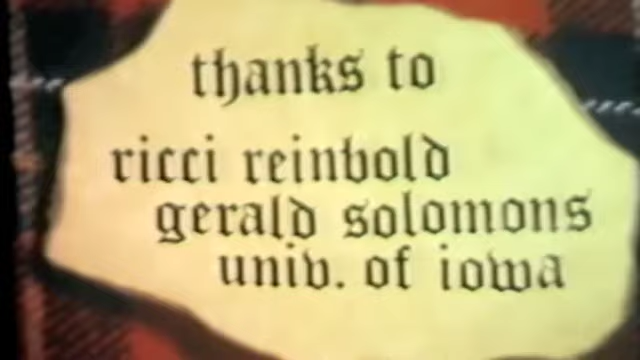 thanks to
ricci reinbold
gerald solomons
univ. of iowa